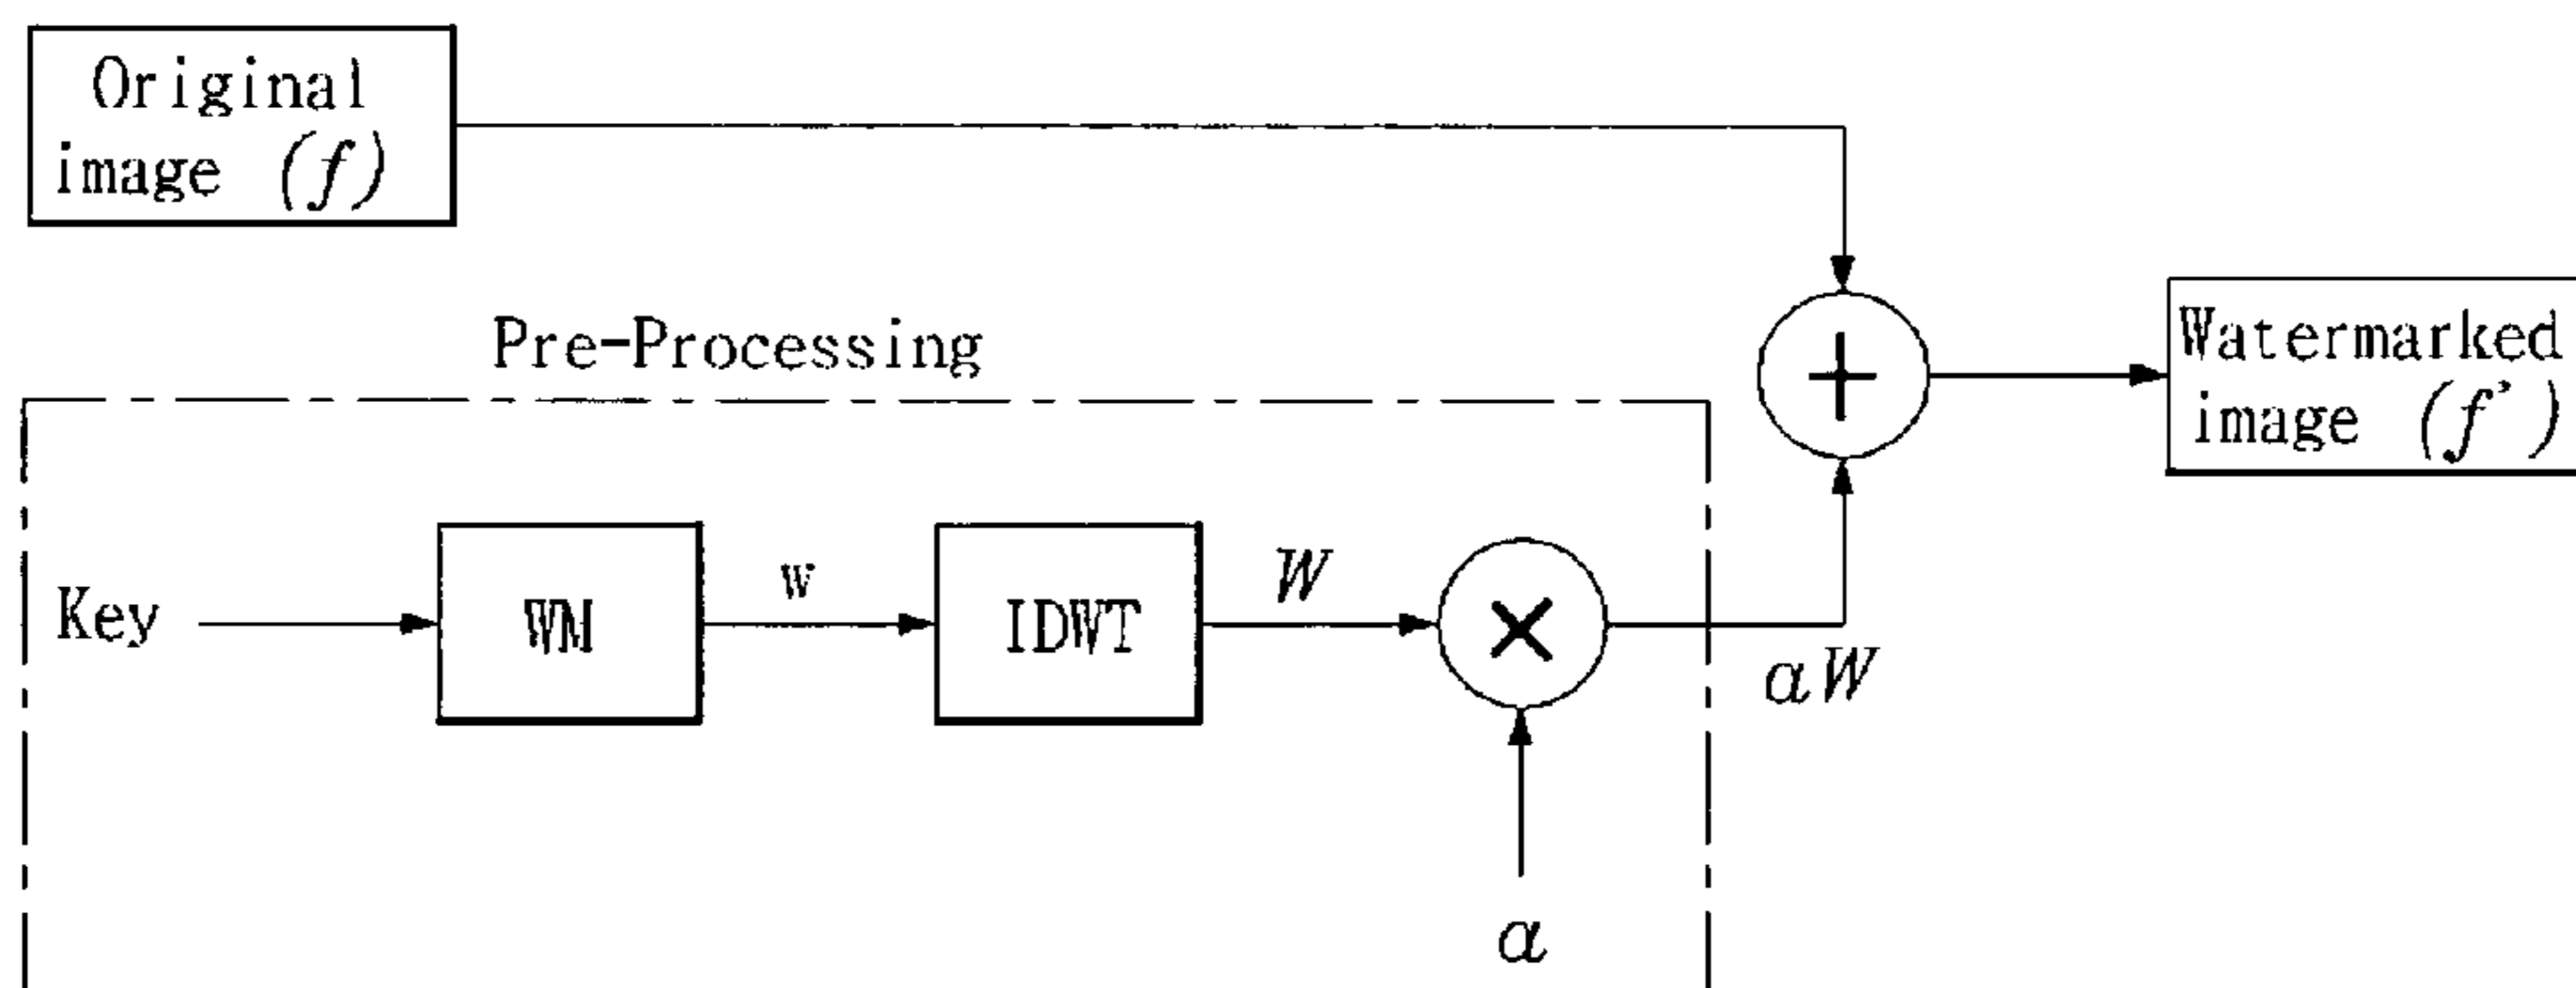 Original
image (f)
Pre-Processing
Watermarked
image (f')
Key
WM
w
IDWT
W
×
+
αW
α